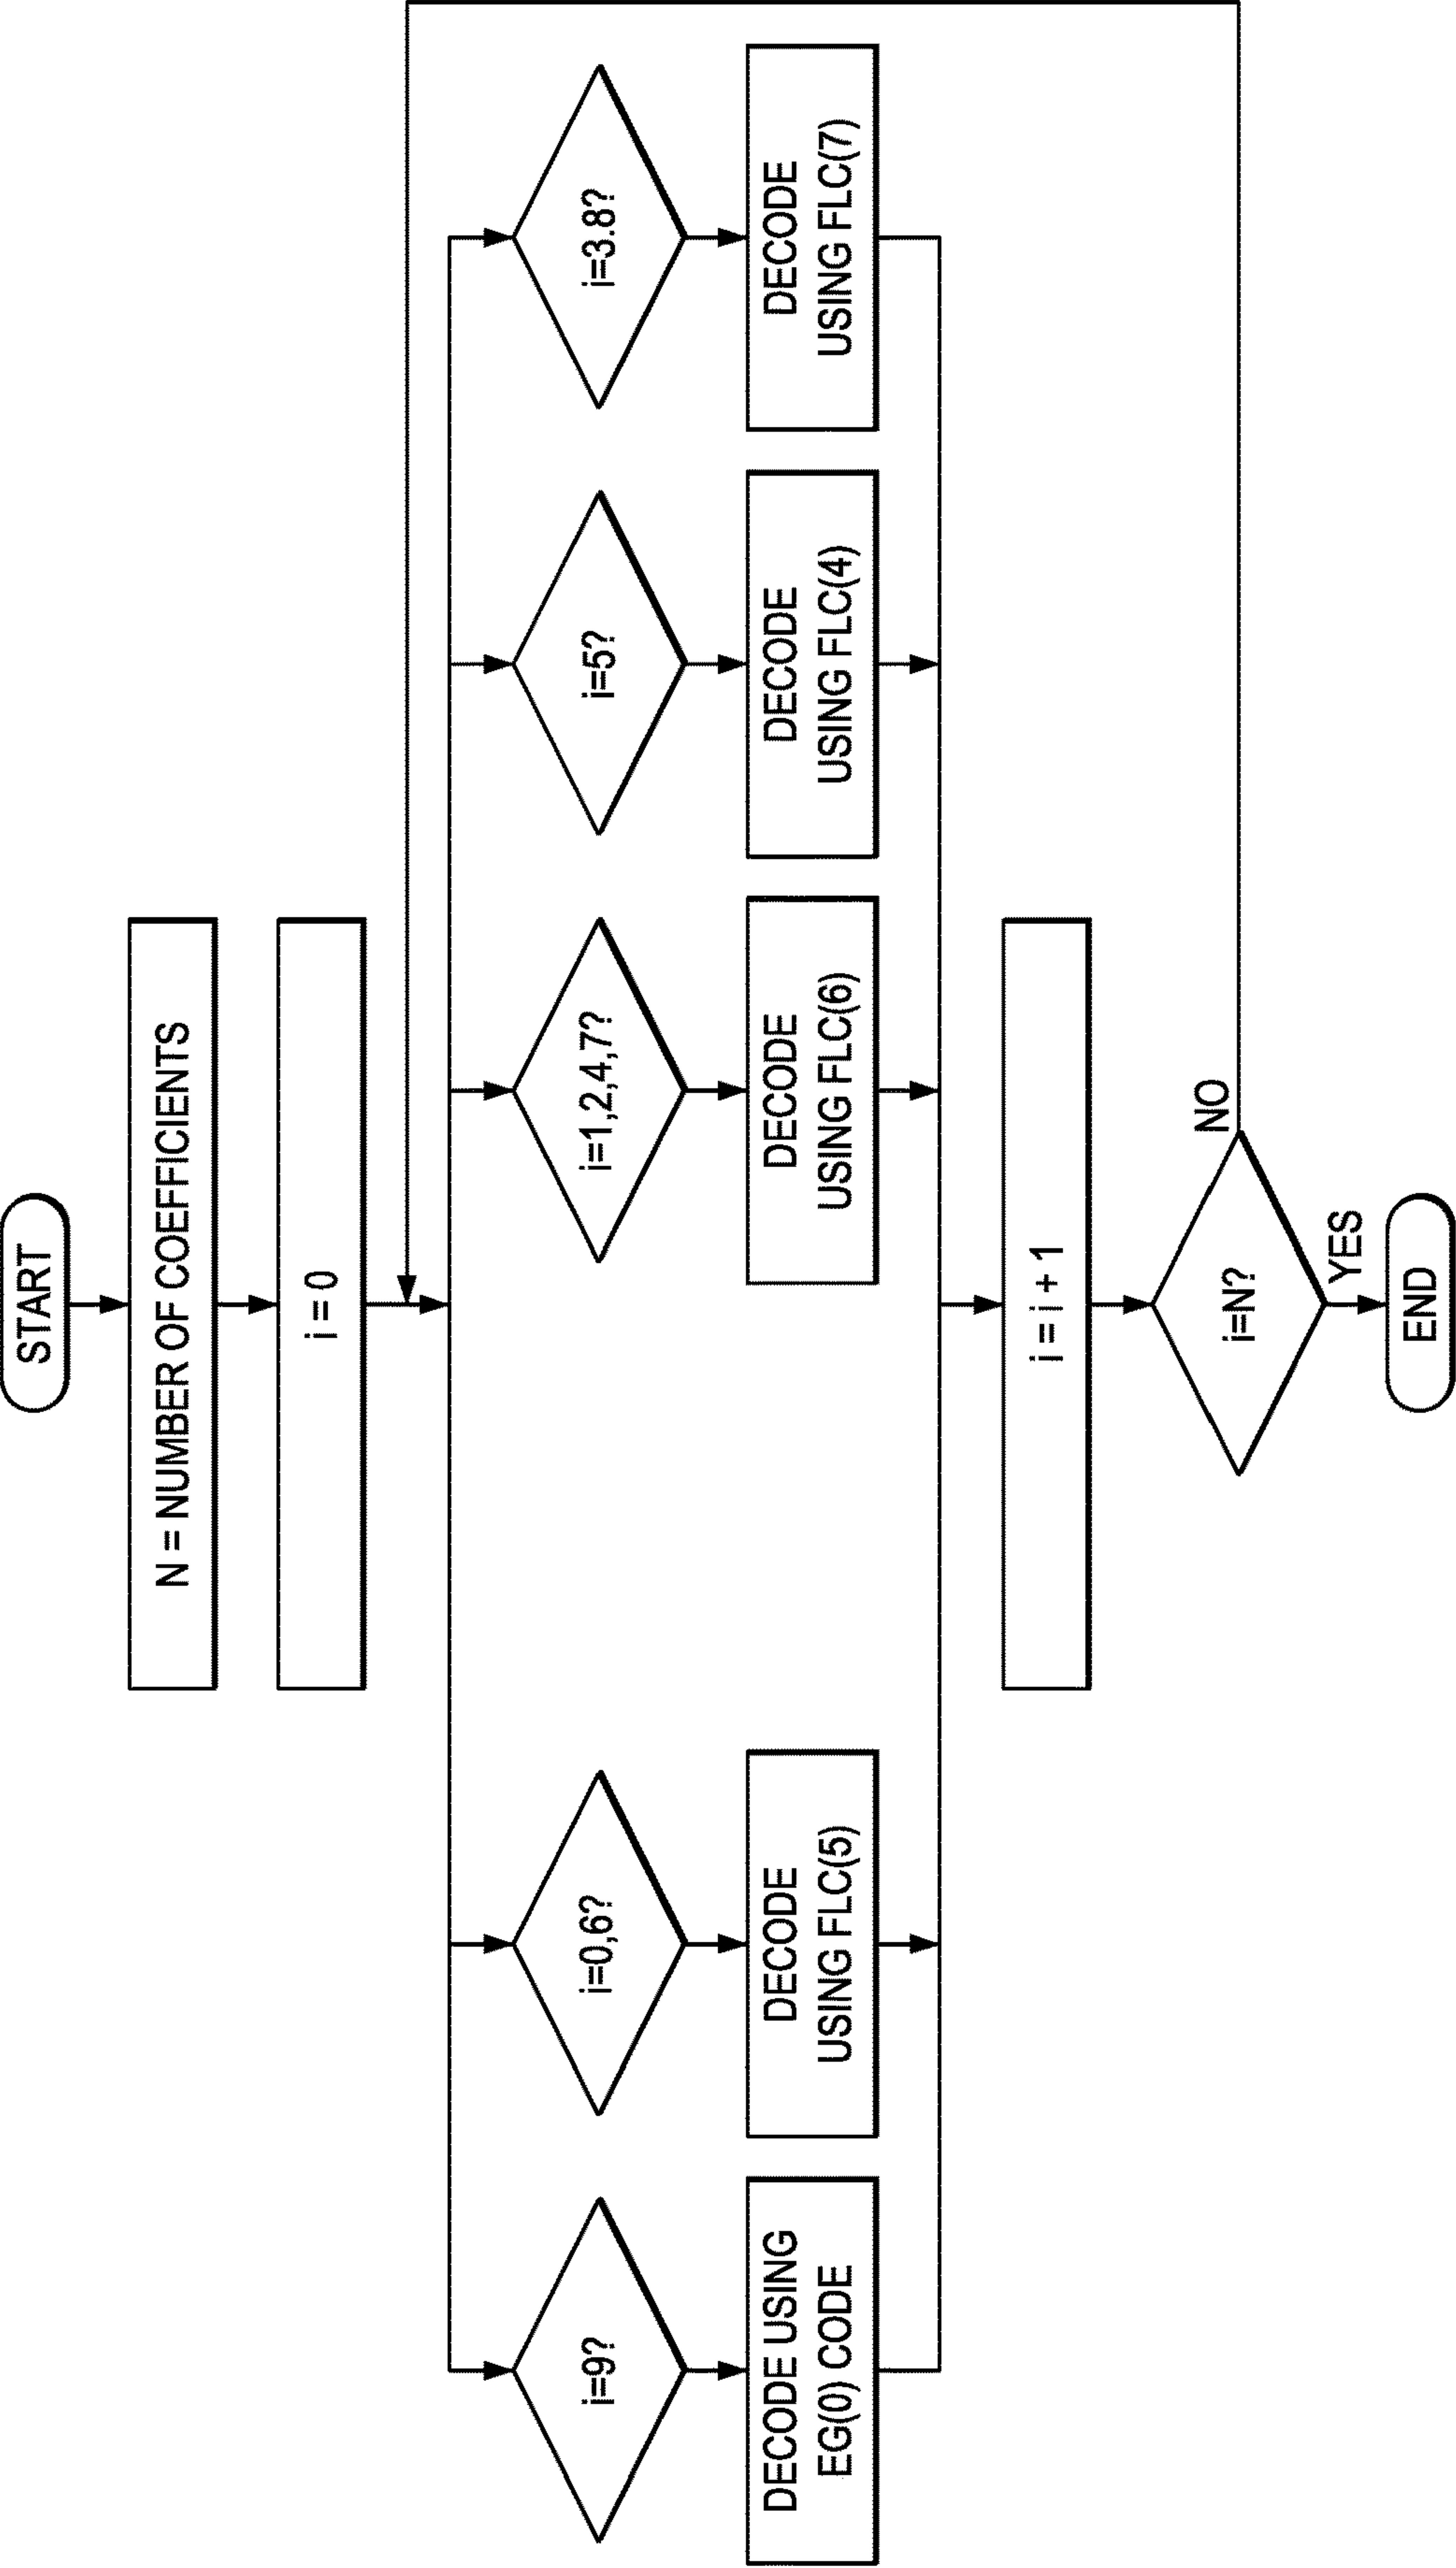 START
N = NUMBER OF COEFFICIENTS
i = 0
i=9?
i=0,6?
i=1,2,4,7?
i=5?
i=3.8?
DECODE USING
EG(0) CODE
DECODE
USING FLC(5)
DECODE
USING FLC(6)
DECODE
USING FLC(4)
DECODE
USING FLC(7)
i = i + 1
i=N?
NO
YES
END